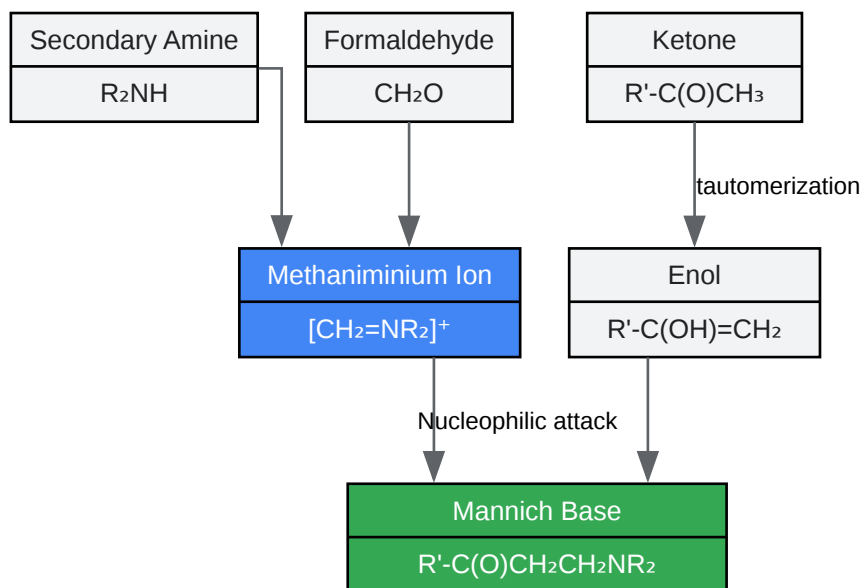 Secondary Amine
R₂NH
Formaldehyde
CH₂O
Ketone
R'-C(O)CH₃
tautomerization
Methaniminium Ion
[CH₂=NR₂]⁺
Enol
R'-C(OH)=CH₂
Nucleophilic attack
Mannich Base
R'-C(O)CH₂CH₂NR₂